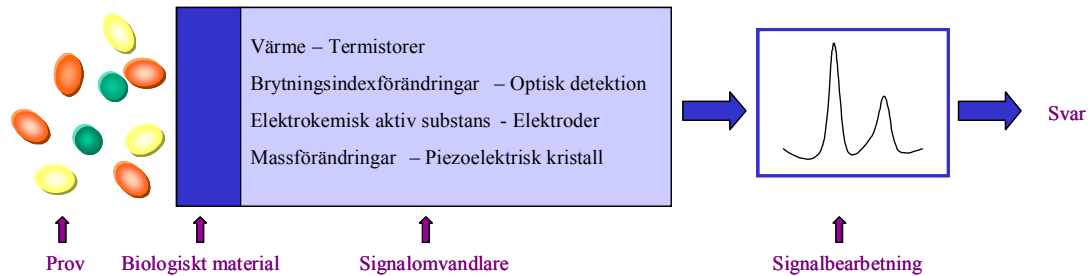 Värme – Termistorer
Brytningsindexförändringar – Optisk detektion
Elektrokemisk aktiv substans - Elektroder
Massförändringar – Piezoelektrisk kristall
Svar
Prov
Biologiskt material
Signalomvandlare
Signalbearbetning